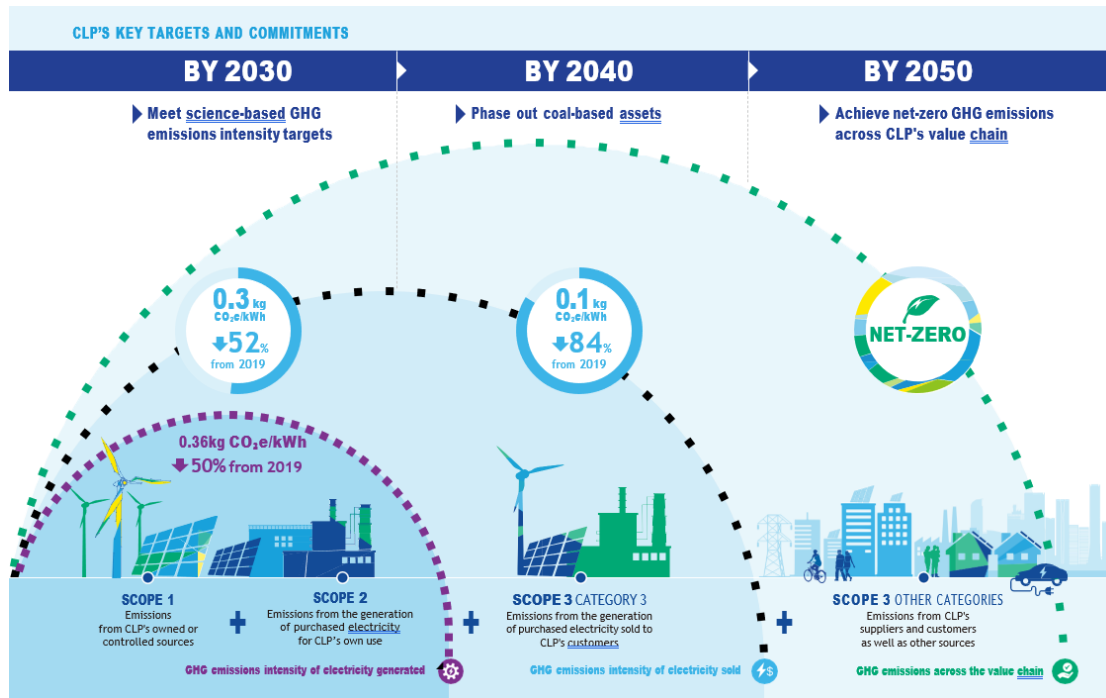 CLP'S KEY TARGETS AND COMMITMENTS
BY 2030
BY 2040
BY 2050
Meet science-based GHG
emissions intensity targets
Phase out coal-based assets
Achieve net-zero GHG emissions
across CLP's value chain
0.3 kg
CO₂e/kWh
52%
from 2019
0.1 kg
CO₂e/kWh
84%
from 2019
NET-ZERO
0.36kg CO₂e/kWh
50% from 2019
SCOPE 1
Emissions
from CLP's owned or
controlled sources
+
SCOPE 2
Emissions from the generation
of purchased electricity
for CLP's own use
+
SCOPE 3 CATEGORY 3
Emissions from the generation
of purchased electricity sold to
CLP's customers
+
SCOPE 3 OTHER CATEGORIES
Emissions from CLP's
suppliers and customers
as well as other sources
GHG emissions intensity of electricity generated
GHG emissions intensity of electricity sold
$
GHG emissions across the value chain